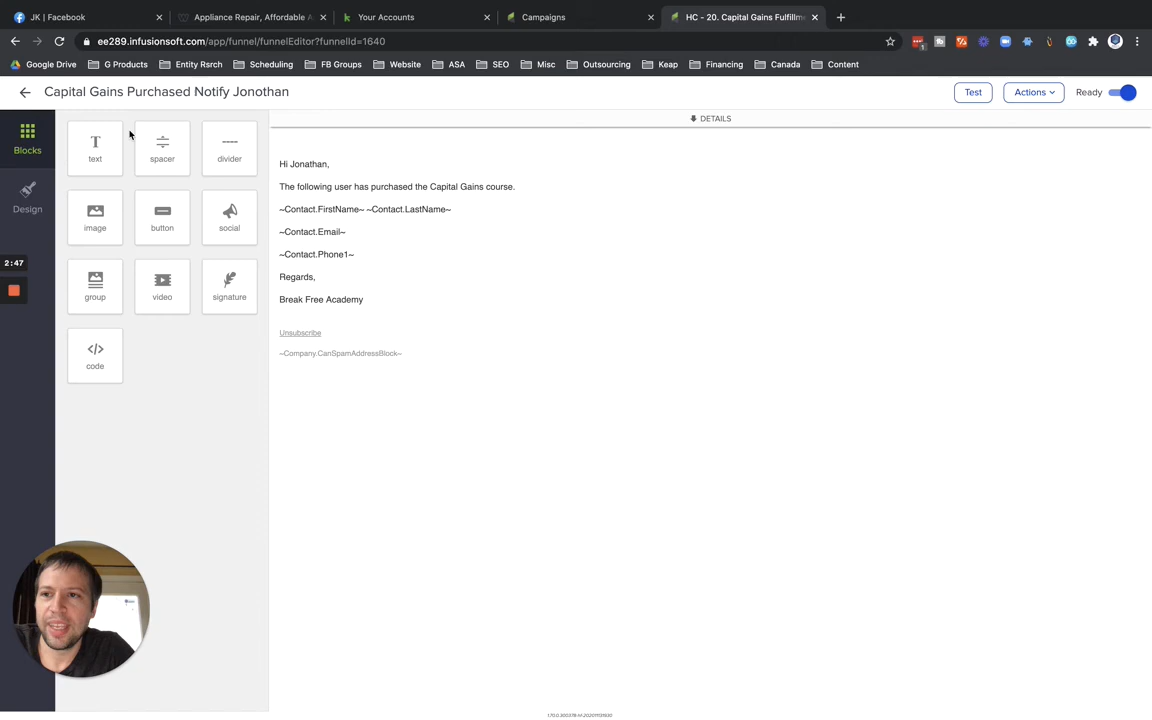 JK | Facebook
Appliance Repair, Affordable A
Your Accounts
Campaigns
HC - 20. Capital Gains Fulfillm
ee289.infusionsoft.com/app/funnel/funnelEditor?funnelId=1640
Google Drive
G Products
Entity Rsrch
Scheduling
FB Groups
Website
ASA
SEO
Misc
Outsourcing
Keap
Financing
Canada
Content
Capital Gains Purchased Notify Jonothan
Test
Actions
Ready
Blocks
Design
text
spacer
divider
image
button
social
group
video
signature
code
DETAILS
Hi Jonathan,
The following user has purchased the Capital Gains course.
~Contact.FirstName~ ~Contact.LastName~
~Contact.Email~
~Contact.Phone1~
Regards,
Break Free Academy
Unsubscribe
~Company.CanSpamAddressBlock~
2:47